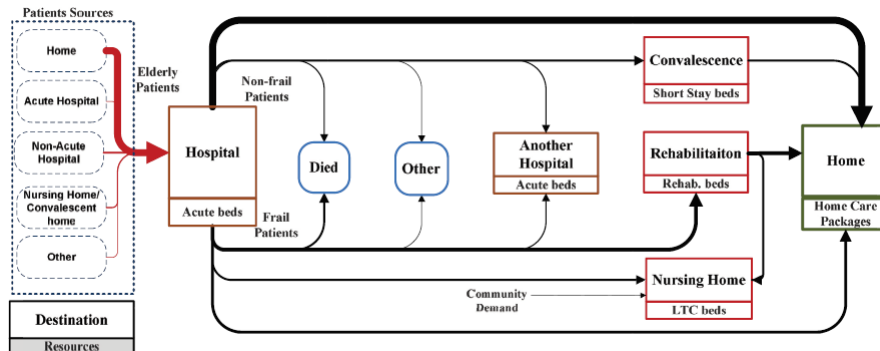 Patients Sources
Home
Acute Hospital
Non-Acute
Hospital
Nursing Home/
Convalescent
home
Other
Destination
Resources
Elderly
Patients
Hospital
Acute beds
Non-frail
Patients
Frail
Patients
Died
Other
Another
Hospital
Acute beds
Convalescence
Short Stay beds
Rehabilitaiton
Rehab. beds
Nursing Home
LTC beds
Community
Demand
Home
Home Care
Packages